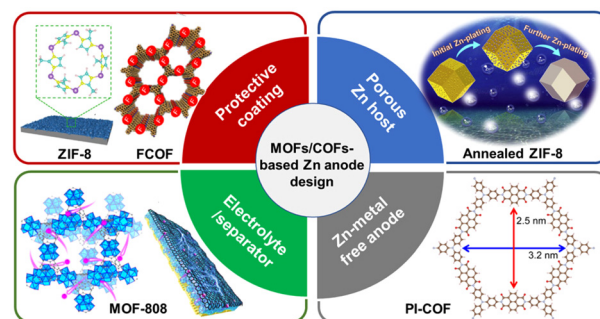 ZIF-8
FCOF
Protective
coating
Porous
Zn host
Initial Zn-plating
Further Zn-plating
Annealed ZIF-8
MOFs/COFs-
based Zn anode
design
MOF-808
Electrolyte
/separator
Zn-metal
free anode
2.5 nm
3.2 nm
PI-COF